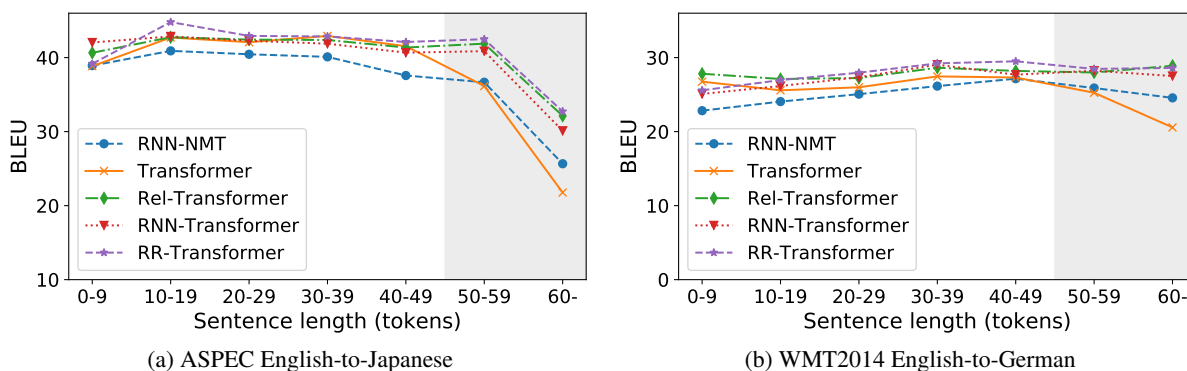 BLEU
40
30
20
10
RNN-NMT
Transformer
Rel-Transformer
RNN-Transformer
RR-Transformer
0-9 10-19 20-29 30-39 40-49 50-59 60-
Sentence length (tokens)
(a) ASPEC English-to-Japanese
BLEU
30
20
10
0
RNN-NMT
Transformer
Rel-Transformer
RNN-Transformer
RR-Transformer
0-9 10-19 20-29 30-39 40-49 50-59 60-
Sentence length (tokens)
(b) WMT2014 English-to-German